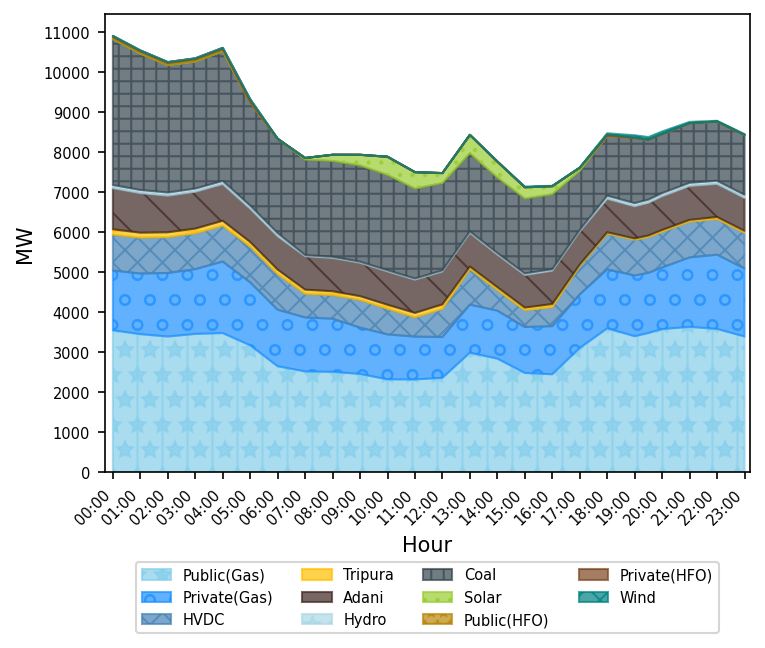 11000
10000
9000
8000
7000
6000
5000
4000
3000
2000
1000
0
MW
00:00 01:00 02:00 03:00 04:00 05:00 06:00 07:00 08:00 09:00 10:00 11:00 12:00 13:00 14:00 15:00 16:00 17:00 18:00 19:00 20:00 21:00 22:00 23:00
Hour
Public(Gas) Tripura Coal Private(HFO)
Private(Gas) Adani Solar Wind
HVDC Hydro Public(HFO)